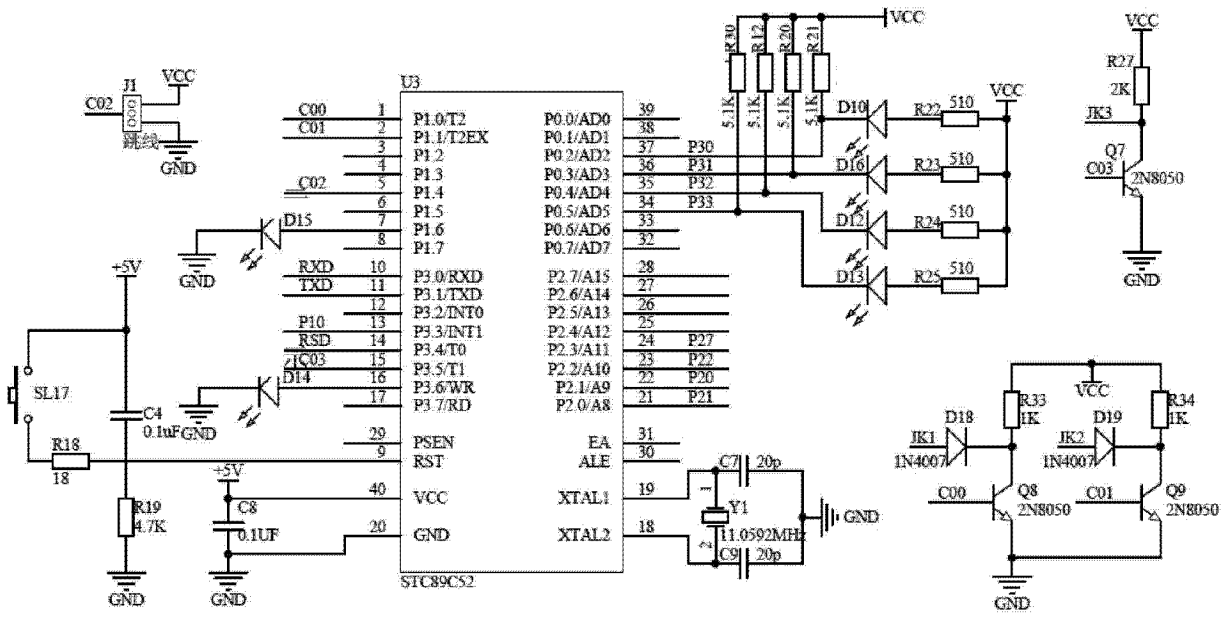 J1
VCC
C02
跳线
GND
U3
STC89C52
C00 1 P1.0/T2
C01 2 P1.1/T2EX
3 P1.2
4 P1.3
C02 5 P1.4
6 P1.5
D15 7 P1.6
8 P1.7
GND
RXD 10 P3.0/RXD
TXD 11 P3.1/TXD
12 P3.2/INT0
P10 13 P3.3/INT1
RSD 14 P3.4/T0
C03 15 P3.5/T1
D14 16 P3.6/WR
17 P3.7/RD
GND
29 PSEN
9 RST
40 VCC
20 GND
P0.0/AD0 39
P0.1/AD1 38
P0.2/AD2 37 P30
P0.3/AD3 36 P31
P0.4/AD4 35 P32
P0.5/AD5 34 P33
P0.6/AD6 33
P0.7/AD7 32
P2.7/A15 28
P2.6/A14 27
P2.5/A13 26
P2.4/A12 25
P2.3/A11 24 P27
P2.2/A10 23 P22
P2.1/A9 22 P20
P2.0/A8 21 P21
EA 31
ALE 30
XTAL1 19
XTAL2 18
+5V
SL17
C4
0.1uF
R18
18
R19
4.7K
GND
+5V
C8
0.1UF
GND
C7 20p
1
Y1
11.0592MHz
2
C9 20p
GND
R30 R12 R20 R21
5.1K 5.1K 5.1K 5.1K
VCC
D10 R22 510
D16 R23 510
D12 R24 510
D13 R25 510
VCC
VCC
R27
2K
JK3
Q7
C03
2N8050
GND
VCC
R33
1K
R34
1K
D18
JK1
1N4007
D19
JK2
1N4007
C00
Q8
2N8050
C01
Q9
2N8050
GND